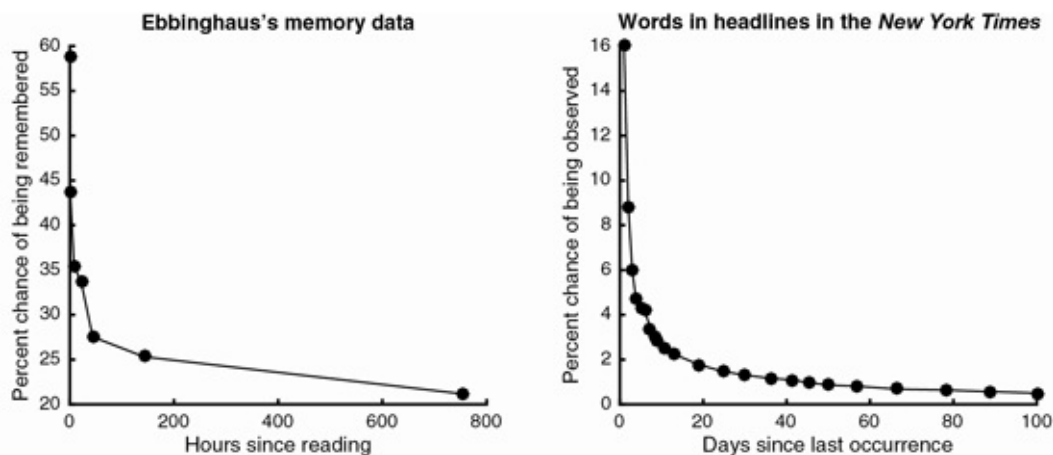 Ebbinghaus's memory data
Percent chance of being remembered
60
55
50
45
40
35
30
25
20
0 200 400 600 800
Hours since reading
Words in headlines in the New York Times
Percent chance of being observed
16
14
12
10
8
6
4
2
0
0 20 40 60 80 100
Days since last occurrence